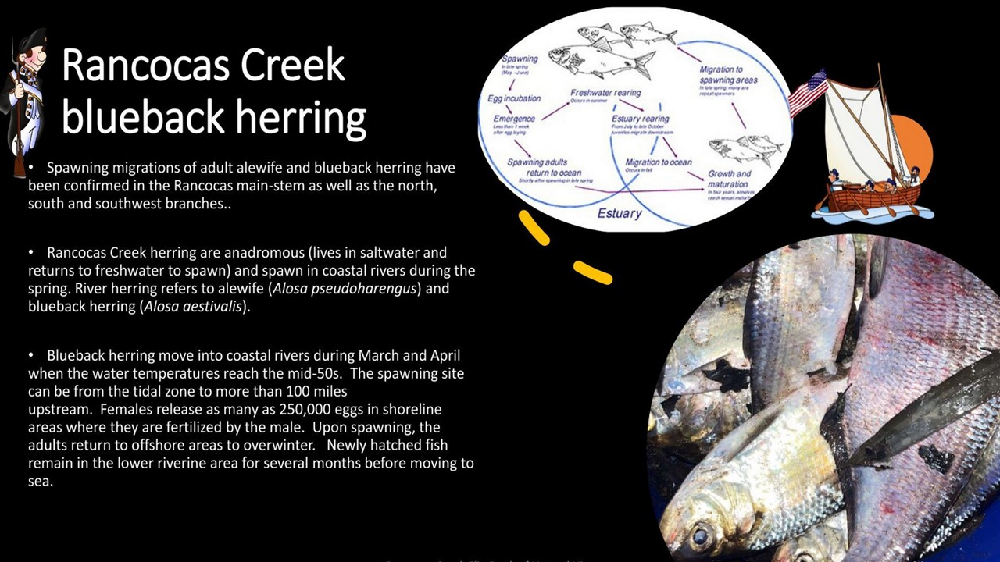 Rancocas Creek
blueback herring
• Spawning migrations of adult alewife and blueback herring have
been confirmed in the Rancocas main-stem as well as the north,
south and southwest branches..
• Rancocas Creek herring are anadromous (lives in saltwater and
returns to freshwater to spawn) and spawn in coastal rivers during the
spring. River herring refers to alewife (Alosa pseudoharengus) and
blueback herring (Alosa aestivalis).
• Blueback herring move into coastal rivers during March and April
when the water temperatures reach the mid-50s. The spawning site
can be from the tidal zone to more than 100 miles
upstream. Females release as many as 250,000 eggs in shoreline
areas where they are fertilized by the male. Upon spawning, the
adults return to offshore areas to overwinter. Newly hatched fish
remain in the lower riverine area for several months before moving to
sea.
Spawning
In late spring
(May –June)
Egg incubation
Emergence
Less than 1 week
after egg laying
Spawning adults
return to ocean
Shortly after spawning in late spring
Freshwater rearing
Occurs in summer
Estuary rearing
From July to late October
juveniles migrate downstream
Migration to ocean
Occurs in fall
Migration to
spawning areas
In late spring; many are
repeat spawners
Growth and
maturation
In four years, alewives
reach sexual
Estuary